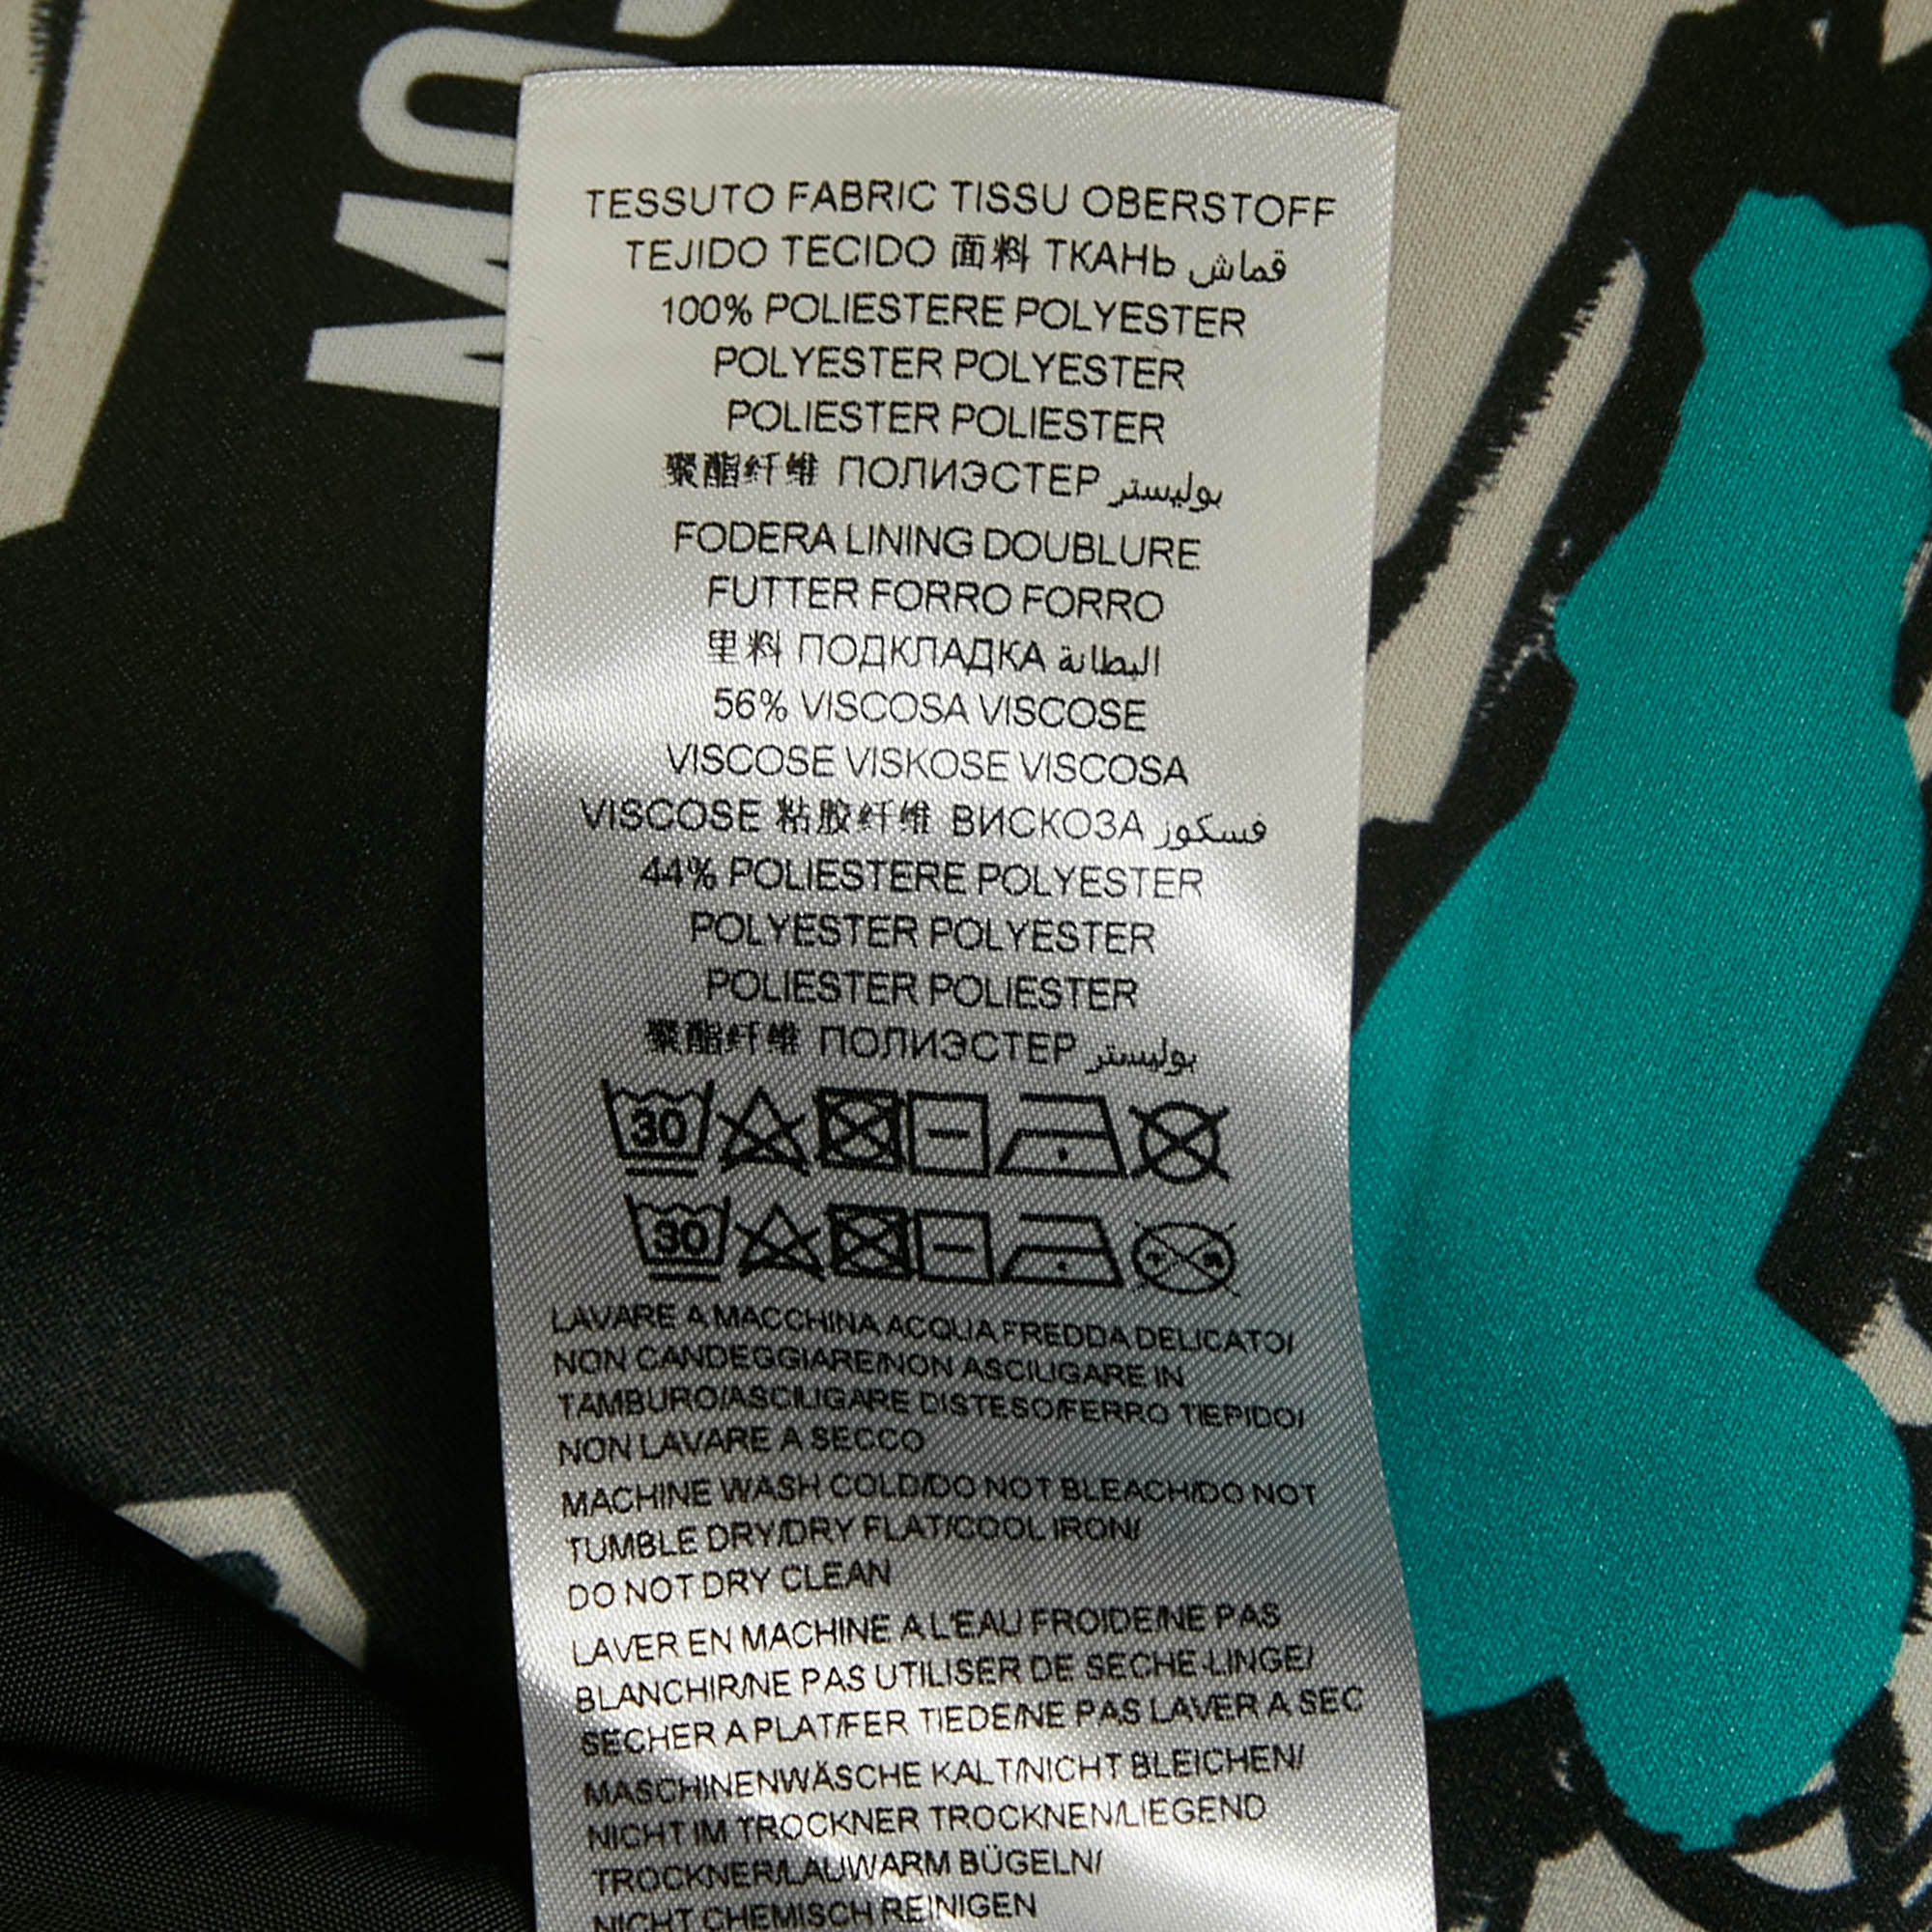 MO
TESSUTO FABRIC TISSU OBERSTOFF
TEJIDO TECIDO 面料 ТКАНЬ قماش
100% POLIESTERE POLYESTER
POLYESTER POLYESTER
POLIESTER POLIESTER
聚酯纤维 ПОЛИЭСТЕР بوليستر
FODERA LINING DOUBLURE
FUTTER FORRO FORRO
里料 ПОДКЛАДКА البطانة
56% VISCOSA VISCOSE
VISCOSE VISKOSE VISCOSA
VISCOSE 粘胶纤维 ВИСКОЗА فسكوز
44% POLIESTERE POLYESTER
POLYESTER POLYESTER
POLIESTER POLIESTER
聚酯纤维 ПОЛИЭСТЕР بوليستر
30
30
LAVARE A MACCHINA ACQUA FREDDA DELICATO/
NON CANDEGGIARE/NON ASCIUGARE IN
TAMBURO/ASCIUGARE DISTESO/FERRO TIEPIDO/
NON LAVARE A SECCO
MACHINE WASH COLD/DO NOT BLEACH/DO NOT
TUMBLE DRY/DRY FLAT/COOL IRON/
DO NOT DRY CLEAN
LAVER EN MACHINE A L'EAU FROIDE/NE PAS
BLANCHIR/NE PAS UTILISER DE SECHE-LINGE/
SECHER A PLAT/FER TIEDE/NE PAS LAVER A SEC
MASCHINENWÄSCHE KALT/NICHT BLEICHEN/
NICHT IM TROCKNER TROCKNEN/LIEGEND
TROCKNER/LAUWARM BÜGELN/
NICHT CHEMISCH REINIGEN